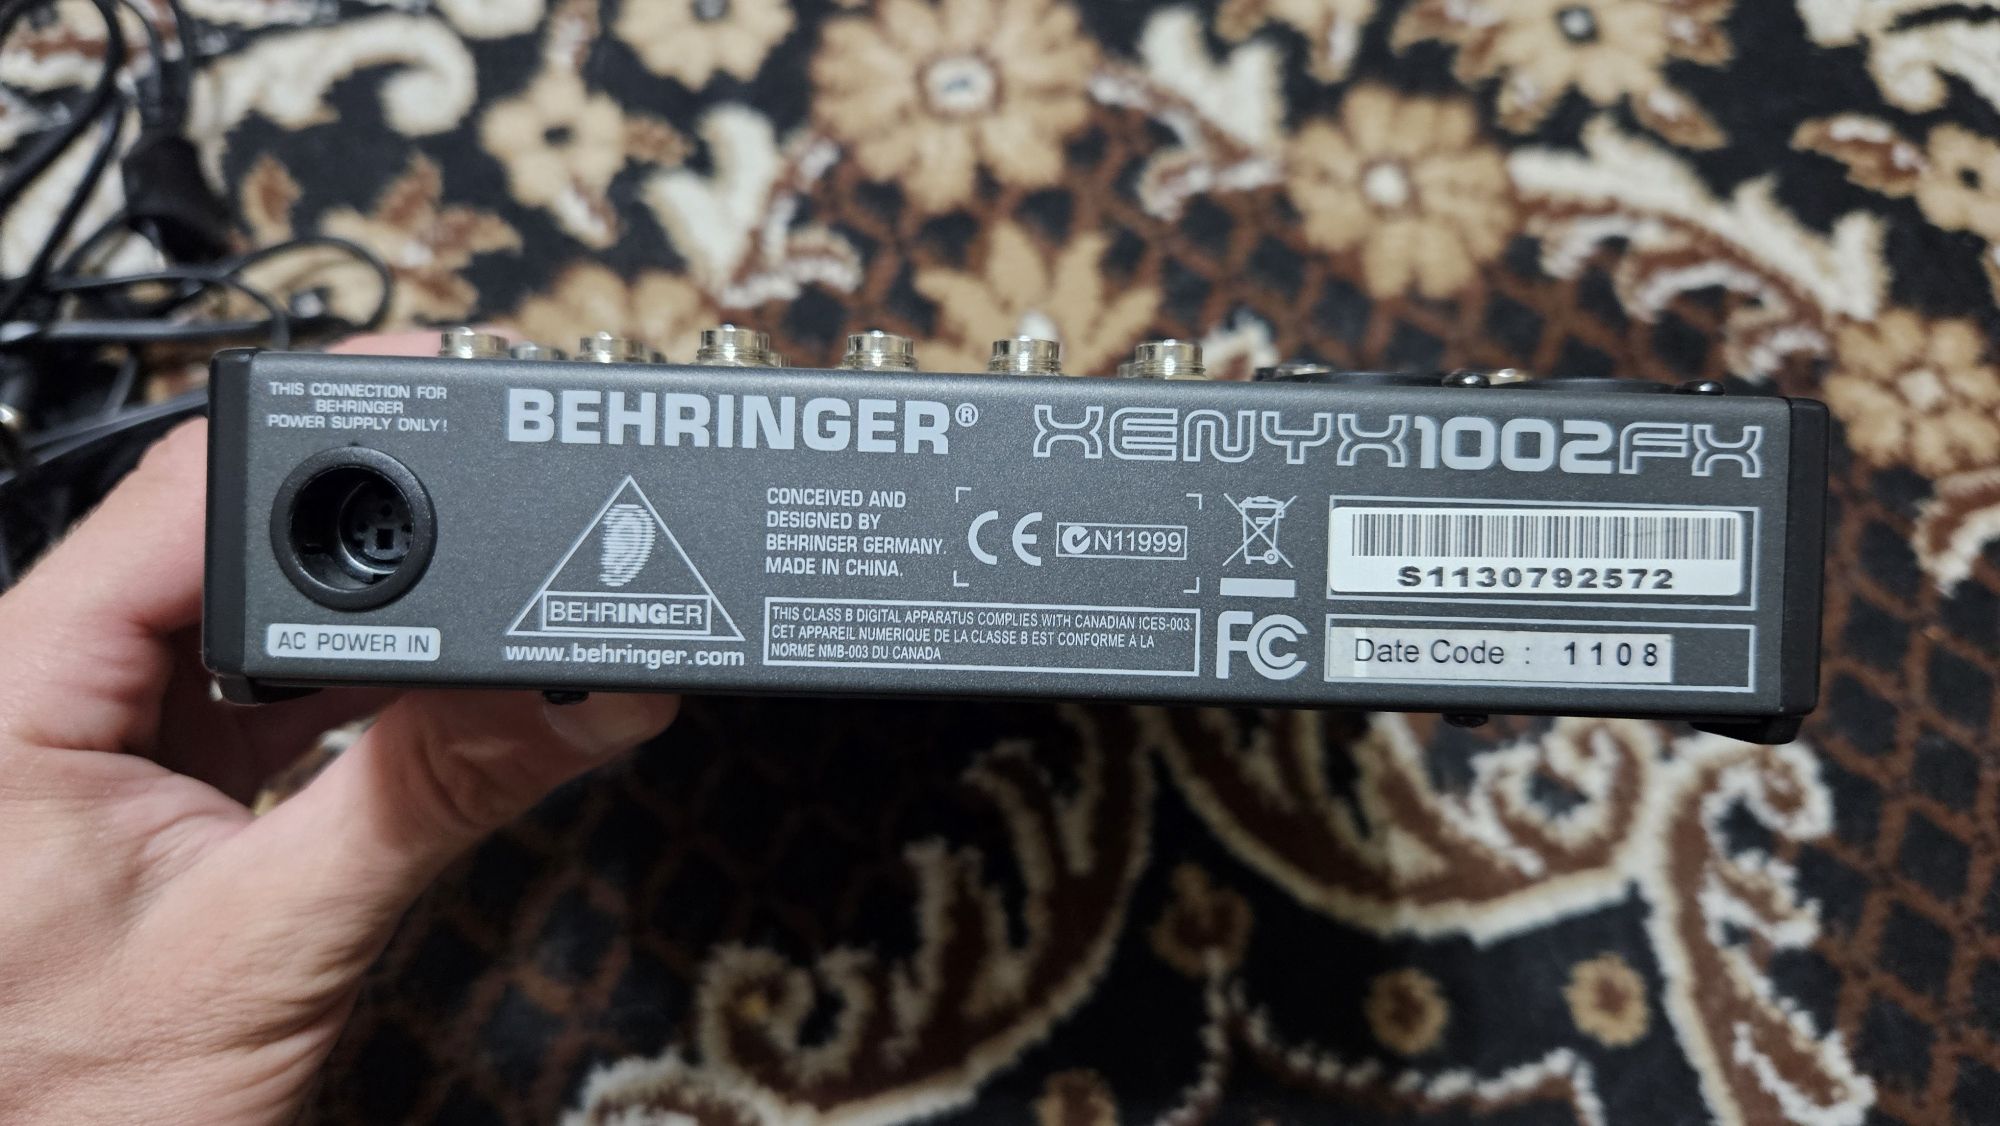 THIS CONNECTION FOR
BEHRINGER
POWER SUPPLY ONLY!
AC POWER IN
BEHRINGER®
XENYX1002FX
BEHRINGER
www.behringer.com
CONCEIVED AND
DESIGNED BY
BEHRINGER GERMANY.
MADE IN CHINA.
CE N11999
THIS CLASS B DIGITAL APPARATUS COMPLIES WITH CANADIAN ICES-003
CET APPAREIL NUMERIQUE DE LA CLASSE B EST CONFORME À LA
NORME NMB-003 DU CANADA
FC
S1130792572
Date Code : 1108